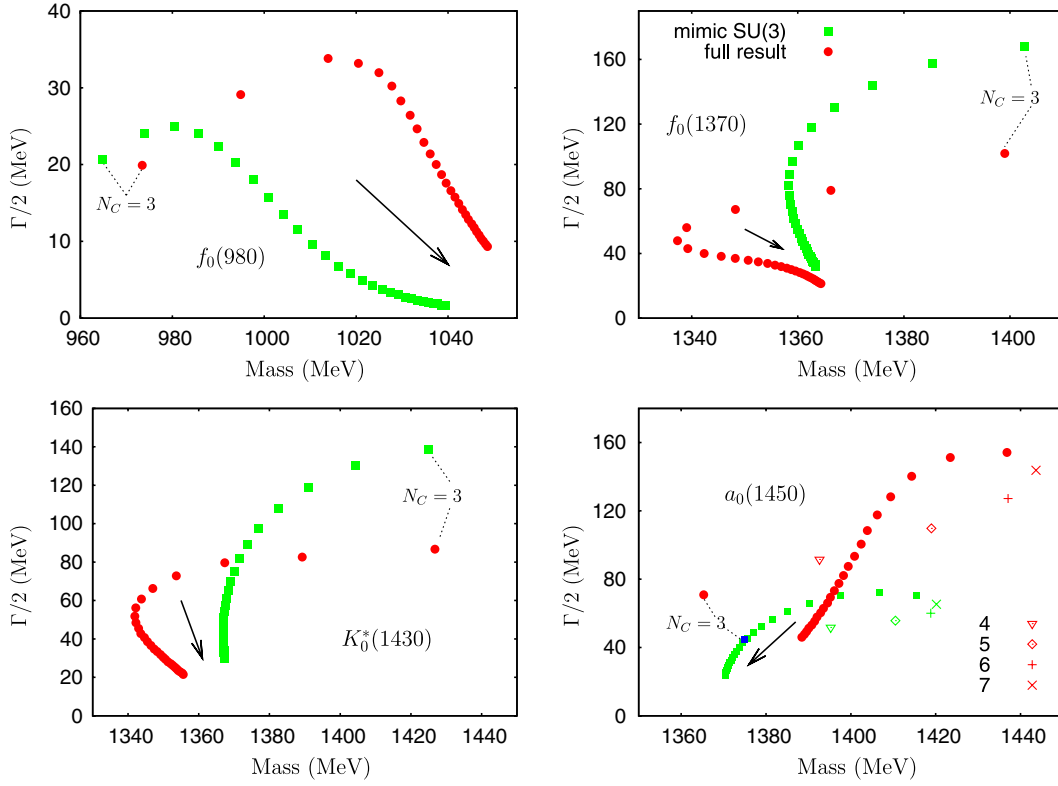 40
30
20
10
0
960 980 1000 1020 1040
Γ/2 (MeV)
Mass (MeV)
N_C = 3
f_0(980)
160
120
80
40
0
1340 1360 1380 1400
Γ/2 (MeV)
Mass (MeV)
mimic SU(3)
full result
f_0(1370)
N_C = 3
160
140
120
100
80
60
40
20
0
1340 1360 1380 1400 1420 1440
Γ/2 (MeV)
Mass (MeV)
N_C = 3
K_0^*(1430)
160
120
80
40
0
1360 1380 1400 1420 1440
Γ/2 (MeV)
Mass (MeV)
a_0(1450)
N_C = 3
4
5
6
7